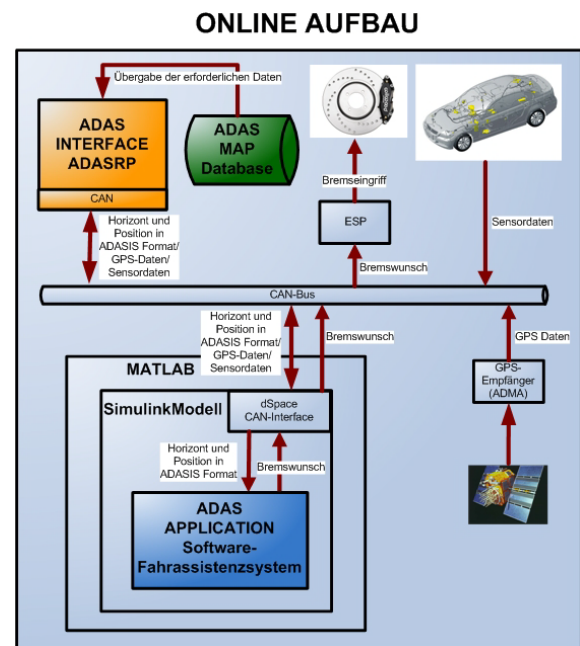 ONLINE AUFBAU
Übergabe der erforderlichen Daten
ADAS
INTERFACE
ADASRP
CAN
ADAS
MAP
Database
Bremseingriff
ESP
Bremswunsch
Sensordaten
Horizont und
Position in
ADASIS Format/
GPS-Daten/
Sensordaten
CAN-Bus
Horizont und
Position in
ADASIS Format/
GPS-Daten/
Sensordaten
Bremswunsch
GPS Daten
GPS-
Empfänger
(ADMA)
MATLAB
SimulinkModell
dSpace
CAN-Interface
Horizont und
Position in
ADASIS Format
Bremswunsch
ADAS
APPLICATION
Software-
Fahrassistenzsystem